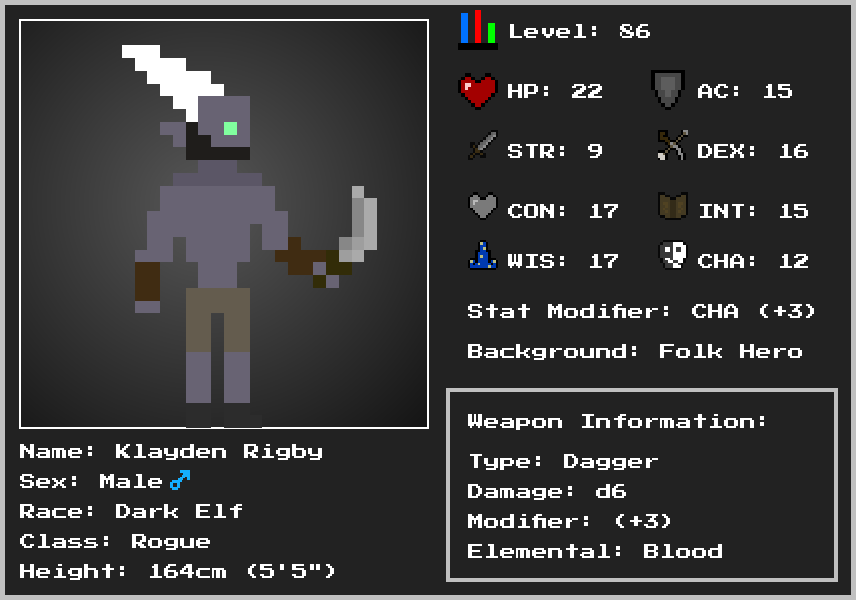 Level: 86
HP: 22
AC: 15
STR: 9
DEX: 16
CON: 17
INT: 15
WIS: 17
CHA: 12
Stat Modifier: CHA (+3)
Background: Folk Hero
Weapon Information:
Type: Dagger
Damage: d6
Modifier: (+3)
Elemental: Blood
Name: Klayden Rigby
Sex: Male♂
Race: Dark Elf
Class: Rogue
Height: 164cm (5'5")